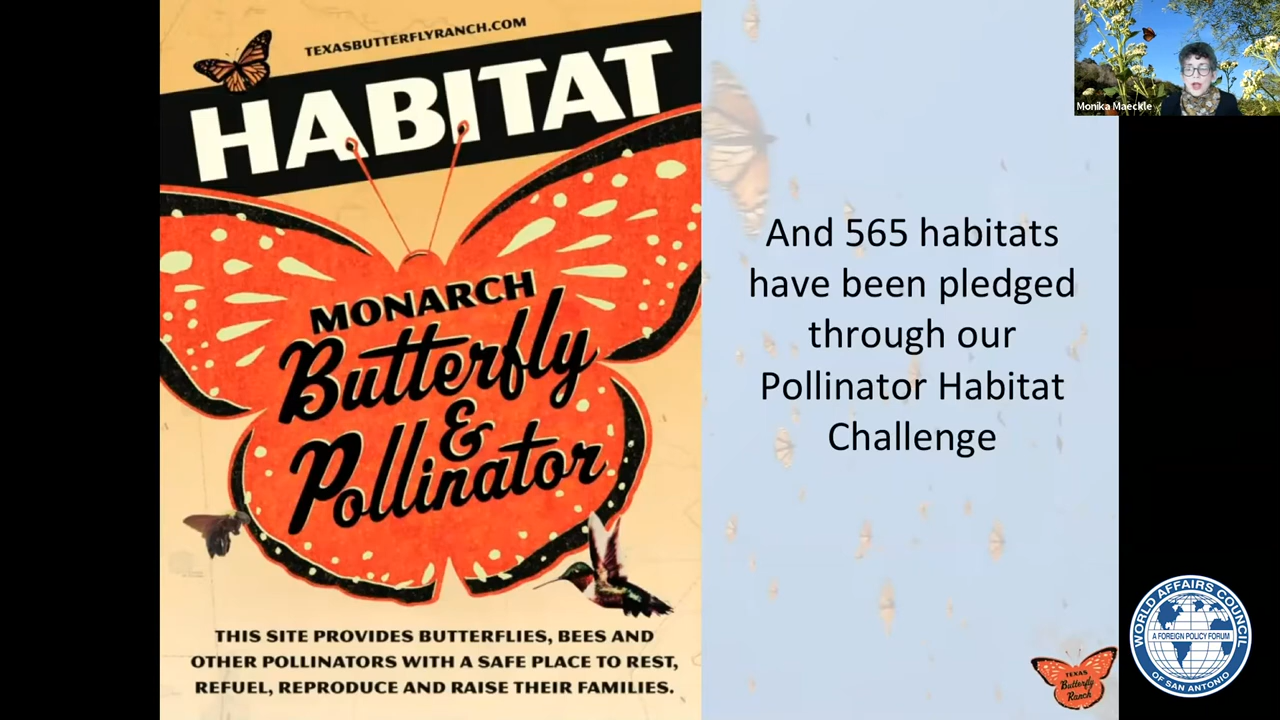 TEXASBUTTERFLYRANCH.COM
HABITAT
MONARCH
Butterfly
&
Pollinator
THIS SITE PROVIDES BUTTERFLIES, BEES AND
OTHER POLLINATORS WITH A SAFE PLACE TO REST,
REFUEL, REPRODUCE AND RAISE THEIR FAMILIES.
And 565 habitats
have been pledged
through our
Pollinator Habitat
Challenge
Monika Maeckle
TEXAS
Butterfly
Ranch
WORLD AFFAIRS COUNCIL
A FOREIGN POLICY FORUM
OF SAN ANTONIO